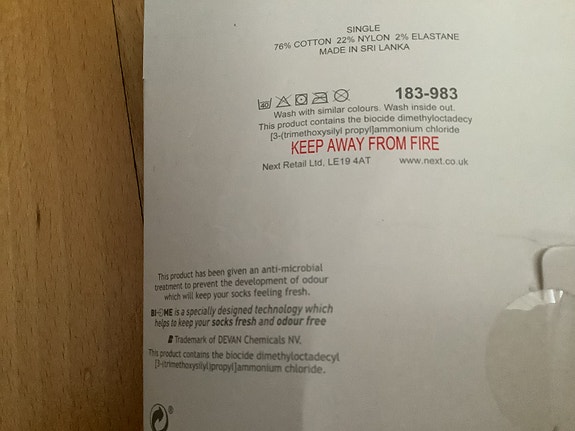 SINGLE
76% COTTON 22% NYLON 2% ELASTANE
MADE IN SRI LANKA
40
183-983
Wash with similar colours. Wash inside out.
This product contains the biocide dimethyloctadecy
[3-(trimethoxysilyl propyl]ammonium chloride
KEEP AWAY FROM FIRE
Next Retail Ltd, LE19 4AT www.next.co.uk
This product has been given an anti-microbial
treatment to prevent the development of odour
which will keep your socks feeling fresh.
BI-OME is a specially designed technology which
helps to keep your socks fresh and odour free
Trademark of DEVAN Chemicals NV.
This product contains the biocide dimethyloctadecyl
[3-(trimethoxysilyl)propyl]ammonium chloride.
®